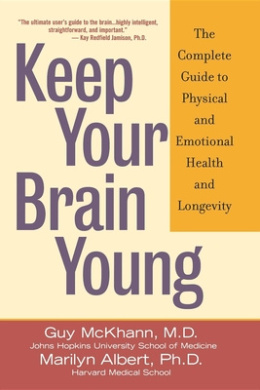 "The ultimate user's guide to the brain...highly intelligent,
straightforward, and important."
— Kay Redfield Jamison, Ph.D.
Keep
Your
Brain
Young
The
Complete
Guide to
Physical
and
Emotional
Health
and
Longevity
Guy McKhann, M.D.
Johns Hopkins University School of Medicine
Marilyn Albert, Ph.D.
Harvard Medical School